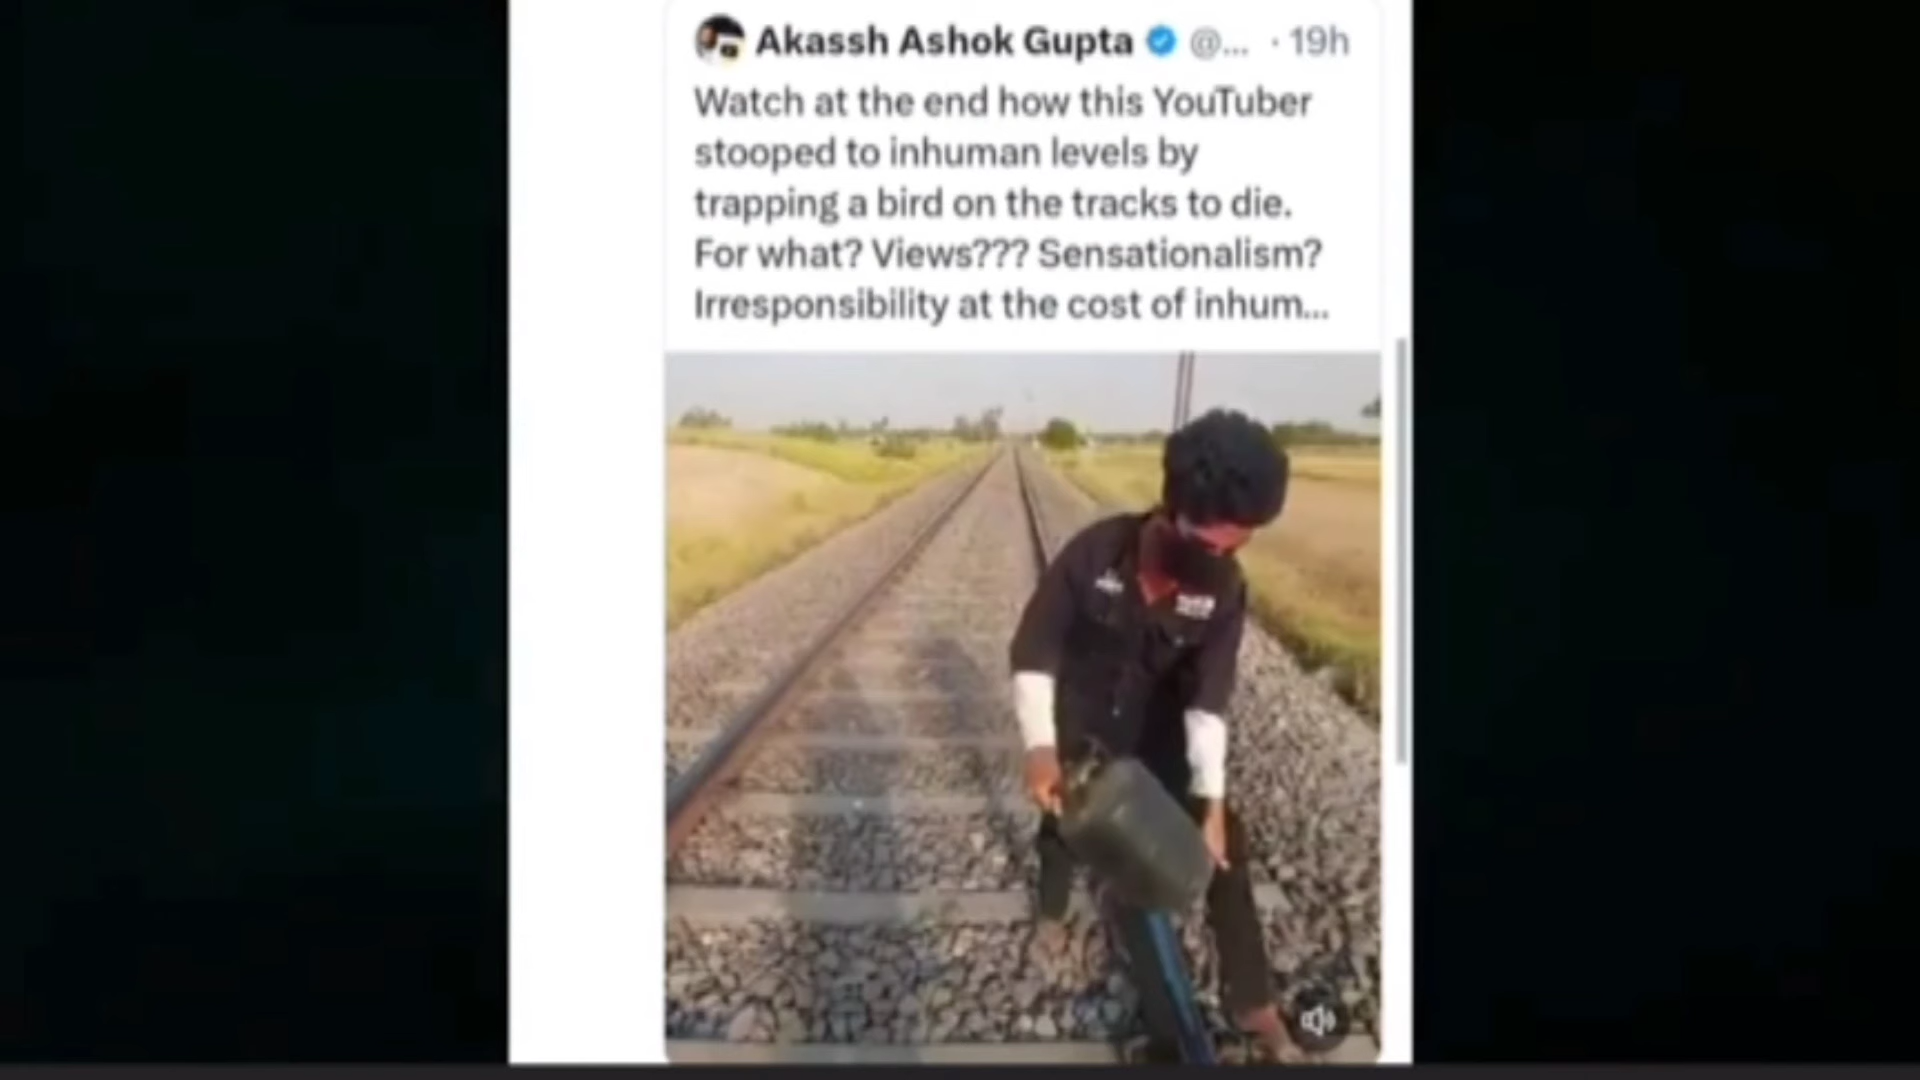 Akassh Ashok Gupta @... · 19h
Watch at the end how this YouTuber
stooped to inhuman levels by
trapping a bird on the tracks to die.
For what? Views??? Sensationalism?
Irresponsibility at the cost of inhum...